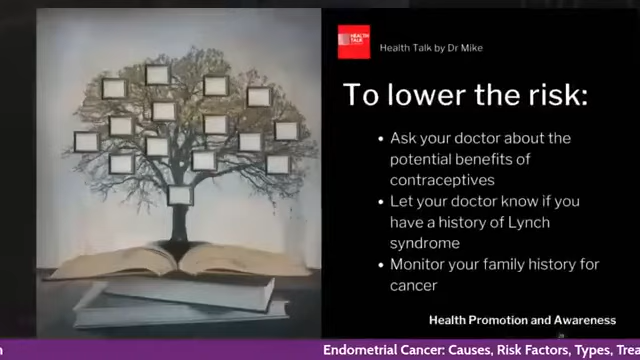 HEALTH TALK
Health Talk by Dr Mike
To lower the risk:
• Ask your doctor about the
potential benefits of
contraceptives
• Let your doctor know if you
have a history of Lynch
syndrome
• Monitor your family history for
cancer
Health Promotion and Awareness
Endometrial Cancer: Causes, Risk Factors, Types, Trea